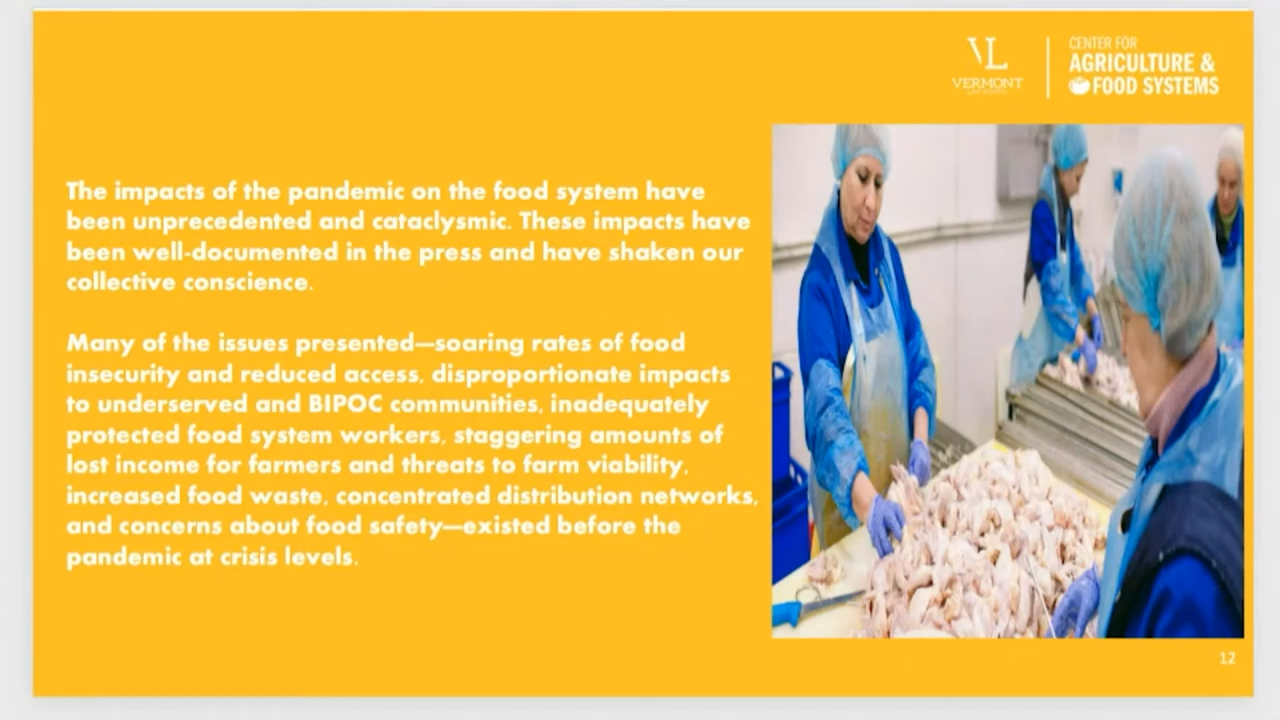 VL
VERMONT
CENTER FOR
AGRICULTURE &
FOOD SYSTEMS
The impacts of the pandemic on the food system have
been unprecedented and cataclysmic. These impacts have
been well-documented in the press and have shaken our
collective conscience.
Many of the issues presented—soaring rates of food
insecurity and reduced access, disproportionate impacts
to underserved and BIPOC communities, inadequately
protected food system workers, staggering amounts of
lost income for farmers and threats to farm viability,
increased food waste, concentrated distribution networks,
and concerns about food safety—existed before the
pandemic at crisis levels.
12